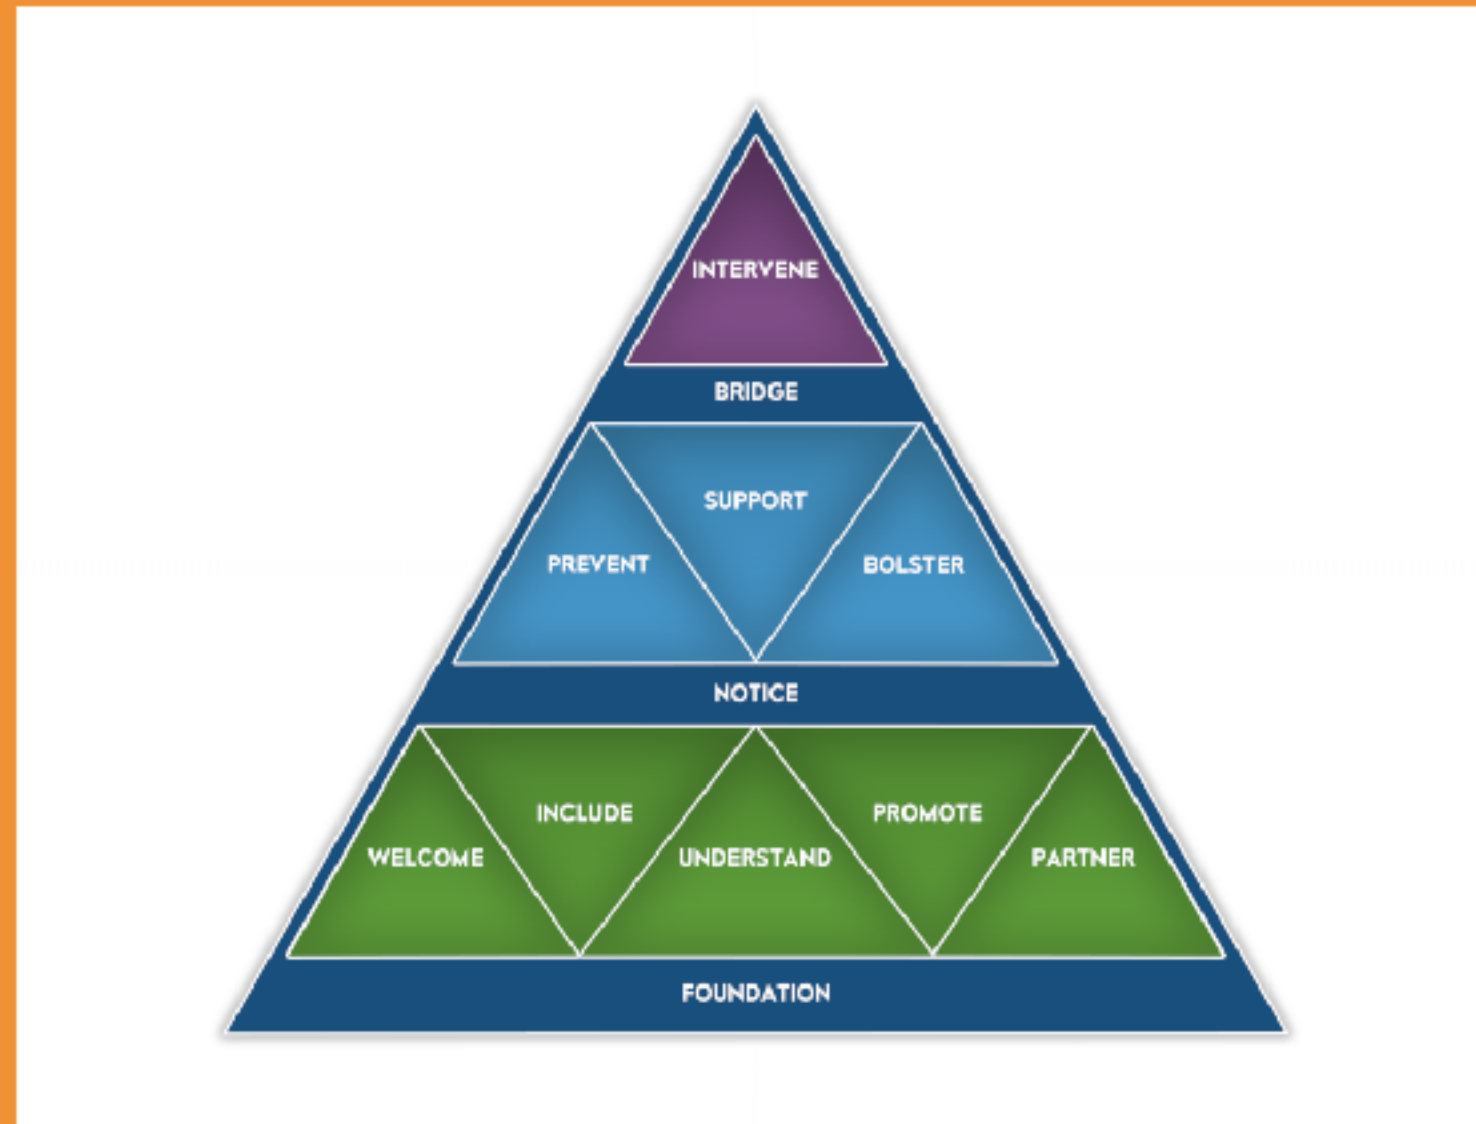 INTERVENE
BRIDGE
SUPPORT
PREVENT
BOLSTER
NOTICE
INCLUDE
PROMOTE
WELCOME
UNDERSTAND
PARTNER
FOUNDATION